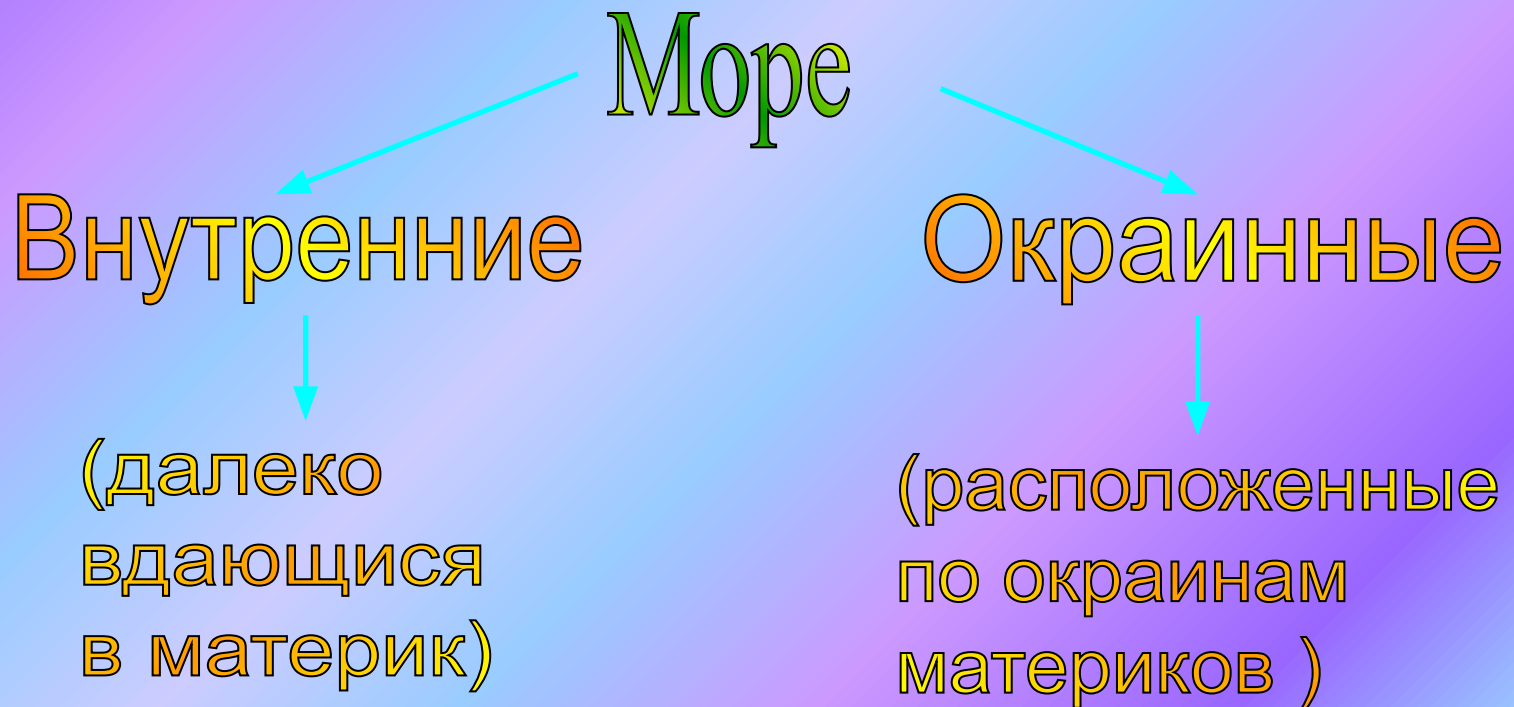 Море
Внутренние
Окраинные
(далеко
вдающися
в материк)
(расположенные
по окраинам
материков )